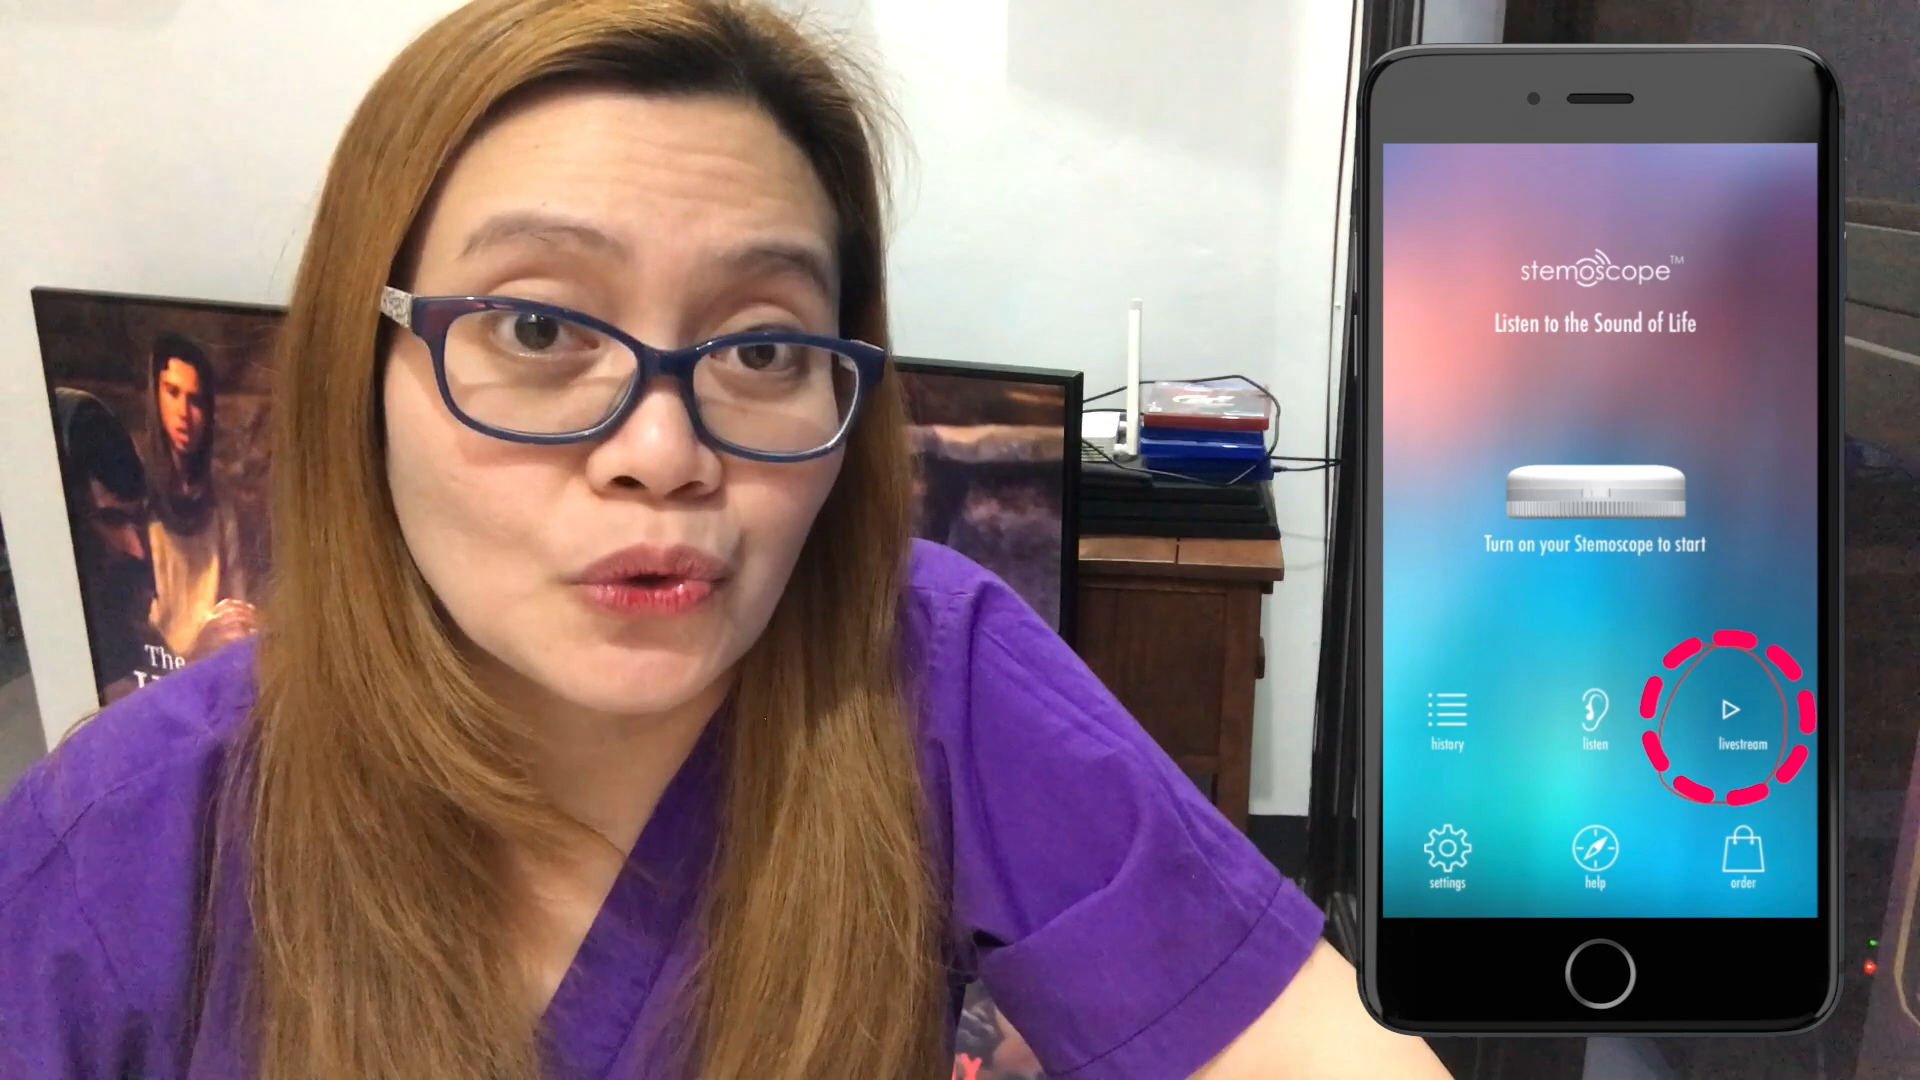 The
stemoscope™
Listen to the Sound of Life
Turn on your Stemoscope to start
history
listen
livestream
settings
help
order